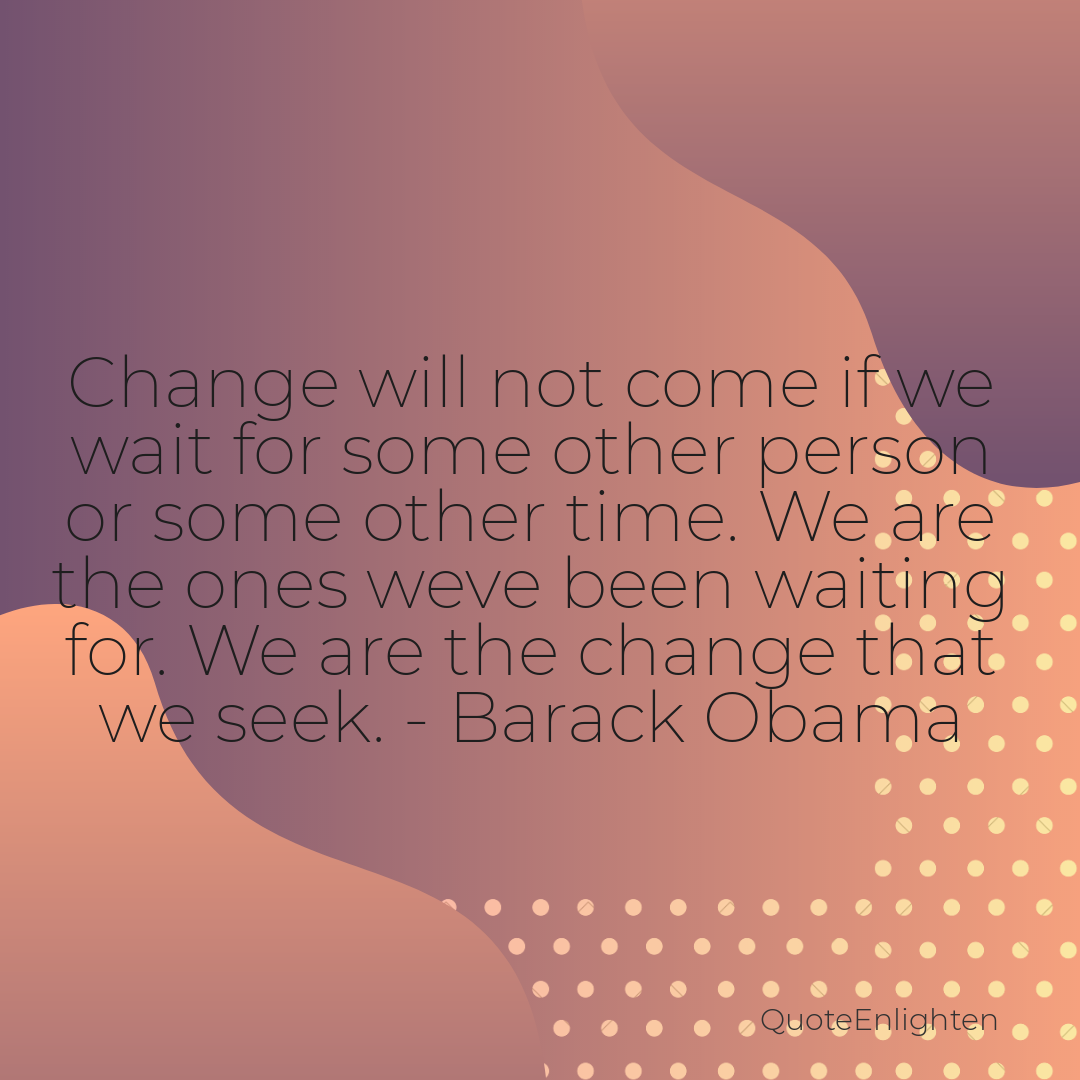 Change will not come if we
wait for some other person
or some other time. We are
the ones weve been waiting
for. We are the change that
we seek. - Barack Obama
QuoteEnlighten